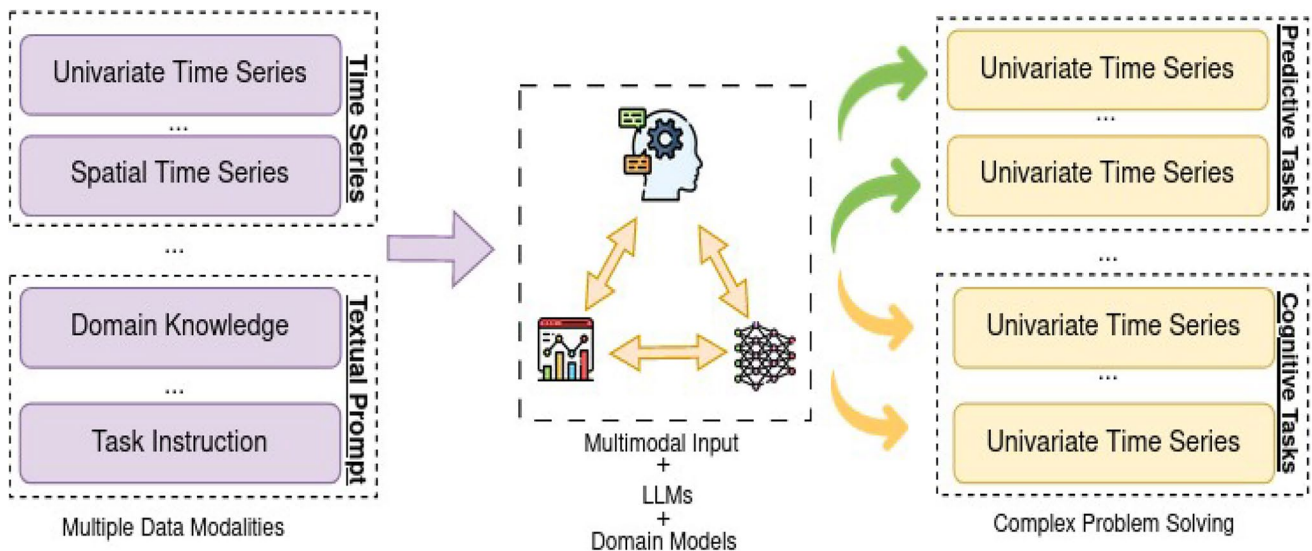 Univariate Time Series
...
Spatial Time Series
Time Series
...
Domain Knowledge
...
Task Instruction
Textual Prompt
Multiple Data Modalities
Multimodal Input
+
LLMs
+
Domain Models
Univariate Time Series
...
Univariate Time Series
Predictive Tasks
...
Univariate Time Series
...
Univariate Time Series
Cognitive Tasks
Complex Problem Solving